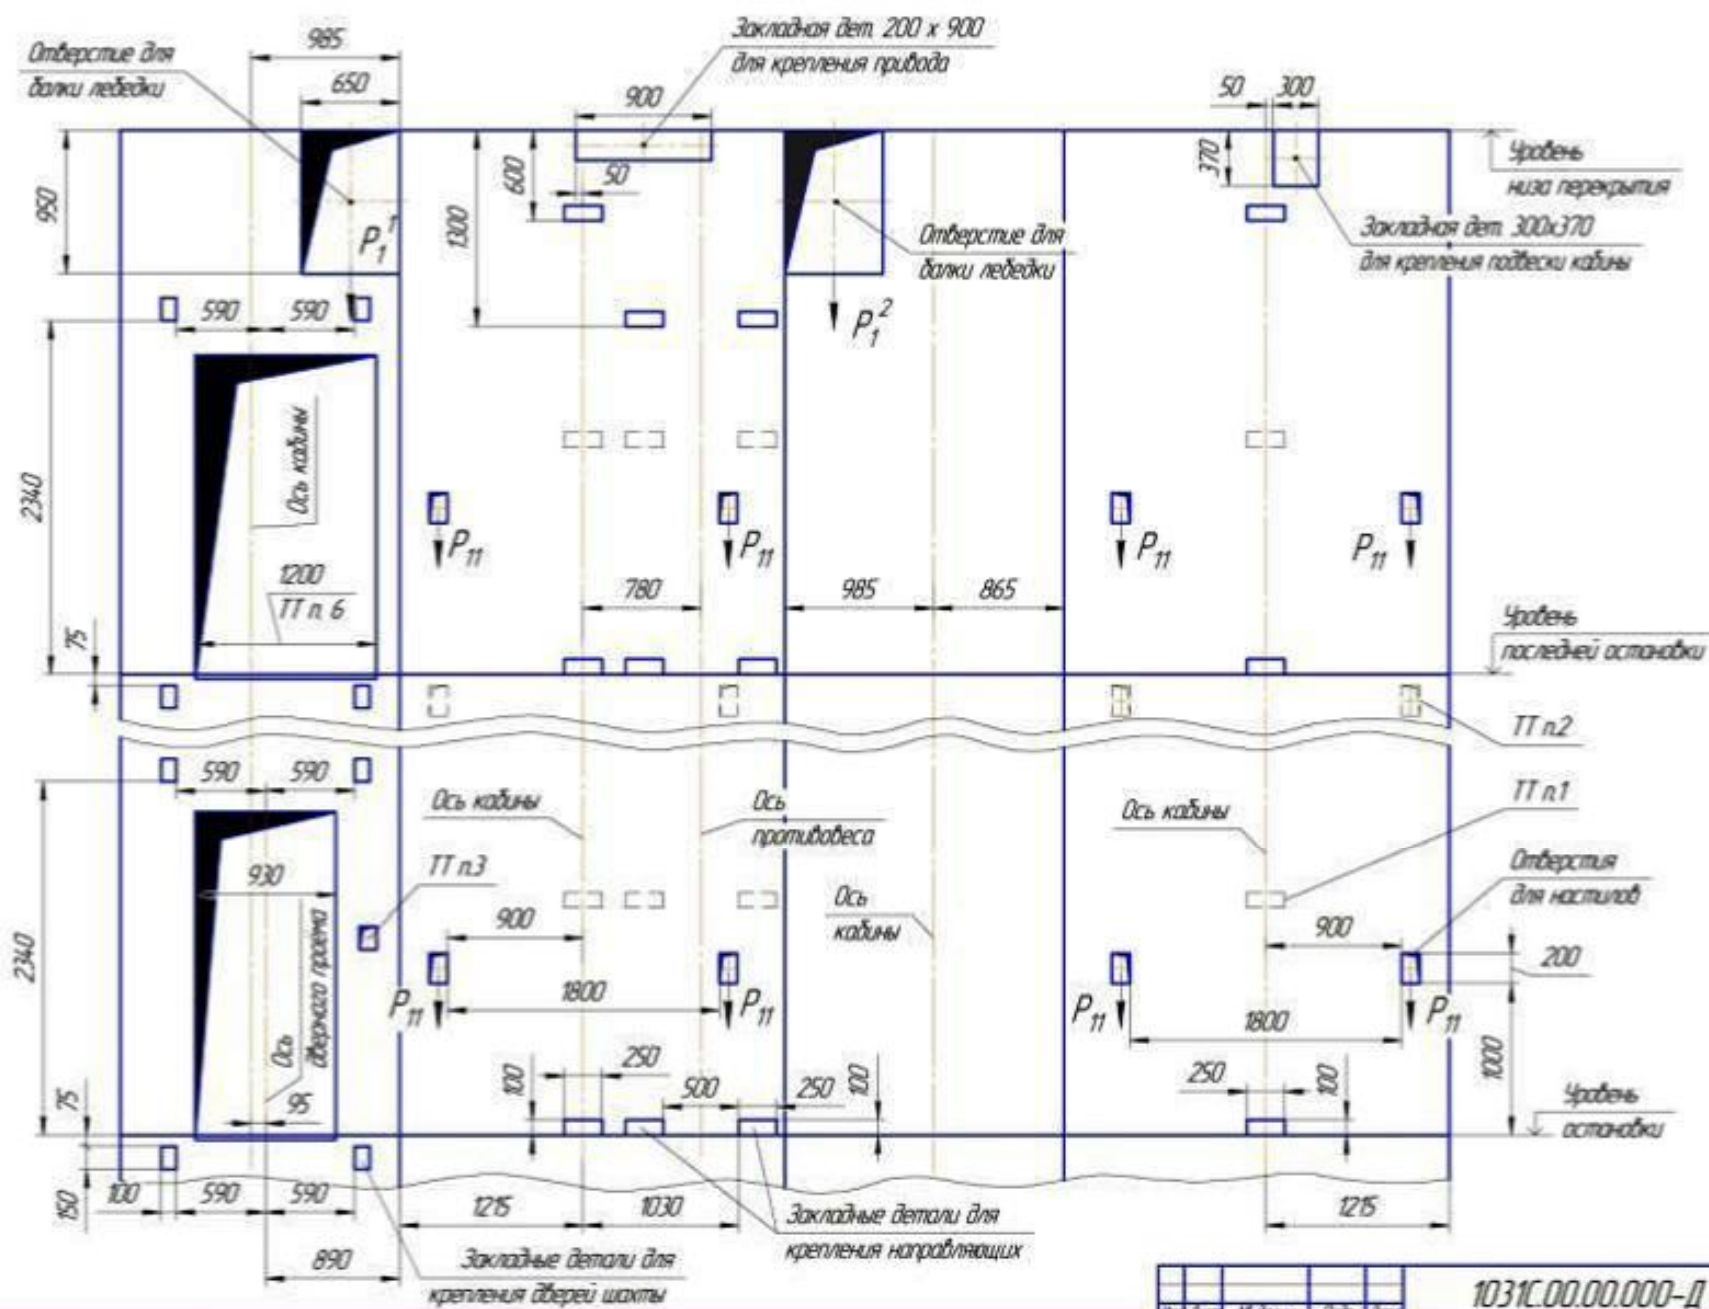 Отверстие для
балки лебедки
985
650
Закладная дет. 200 x 900
для крепления привода
900
50
300
950
P₁¹
1300
600
50
370
Уровень
низа перекрытия
Отверстие для
балки лебедки
Закладная дет. 300x370
для крепления подвески кабины
590
590
P₁²
2340
Ось кабины
P₁₁
P₁₁
P₁₁
P₁₁
1200
ТТ п. 6
780
985
865
75
Уровень
последней остановки
ТТ п.2
590
590
Ось кабины
Ось
противовеса
Ось кабины
ТТ п.1
930
ТТ п.3
900
Ось
кабины
900
Отверстия
для настилов
200
2340
Ось
дверного проема
P₁₁
1800
P₁₁
P₁₁
1800
P₁₁
1000
95
100
250
500
250
100
250
100
75
Уровень
остановки
150
100
590
590
1215
1030
1215
Закладные детали для
крепления направляющих
890
Закладные детали для
крепления дверей шахты
1031С.00.00.000-Д